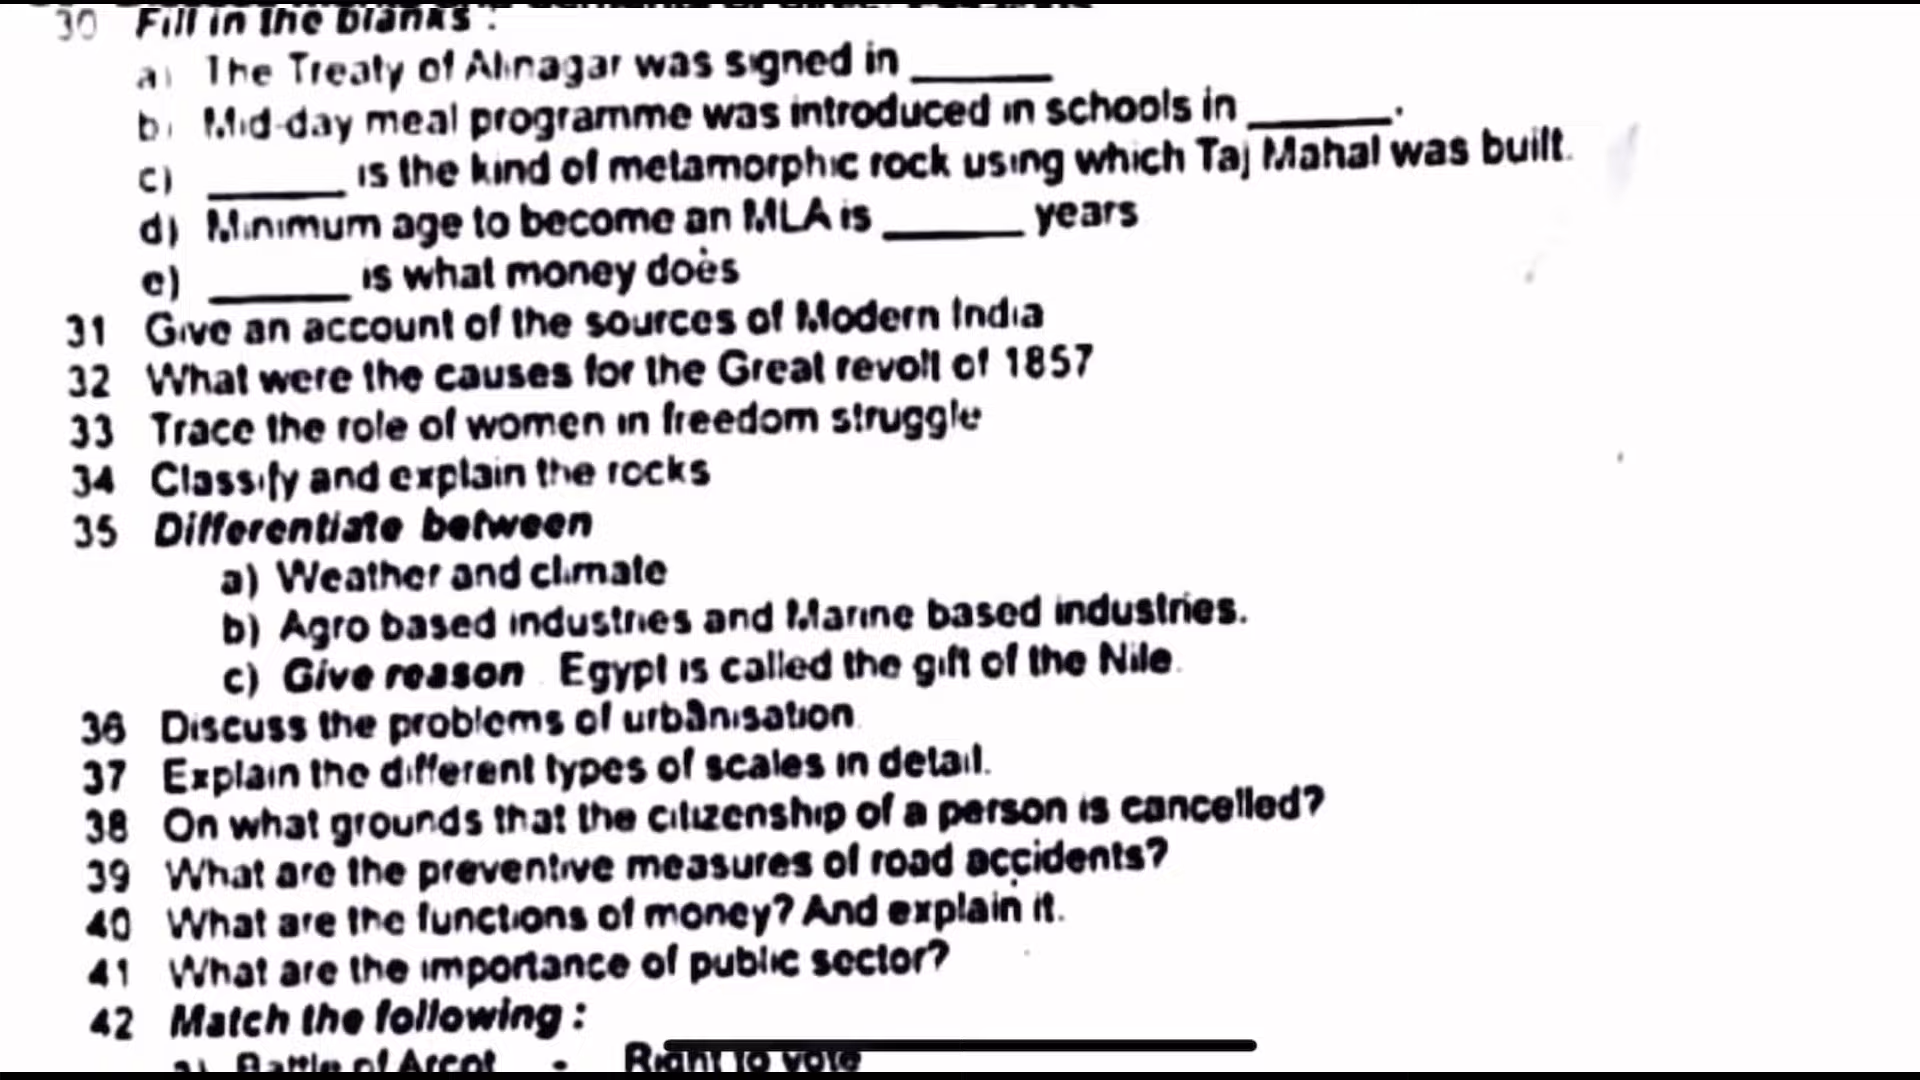 30 Fill in the blanks :
a) The Treaty of Alinagar was signed in ______
b) Mid-day meal programme was introduced in schools in ______.
c) ______ is the kind of metamorphic rock using which Taj Mahal was built.
d) Minimum age to become an MLA is ______ years
e) ______ is what money does
31 Give an account of the sources of Modern India
32 What were the causes for the Great revolt of 1857
33 Trace the role of women in freedom struggle
34 Classify and explain the rocks
35 Differentiate between
a) Weather and climate
b) Agro based industries and Marine based industries.
c) Give reason Egypt is called the gift of the Nile.
36 Discuss the problems of urbanisation
37 Explain the different types of scales in detail.
38 On what grounds that the citizenship of a person is cancelled?
39 What are the preventive measures of road accidents?
40 What are the functions of money? And explain it.
41 What are the importance of public sector?
42 Match the following :
a) Battle of Arcot - Right to vote